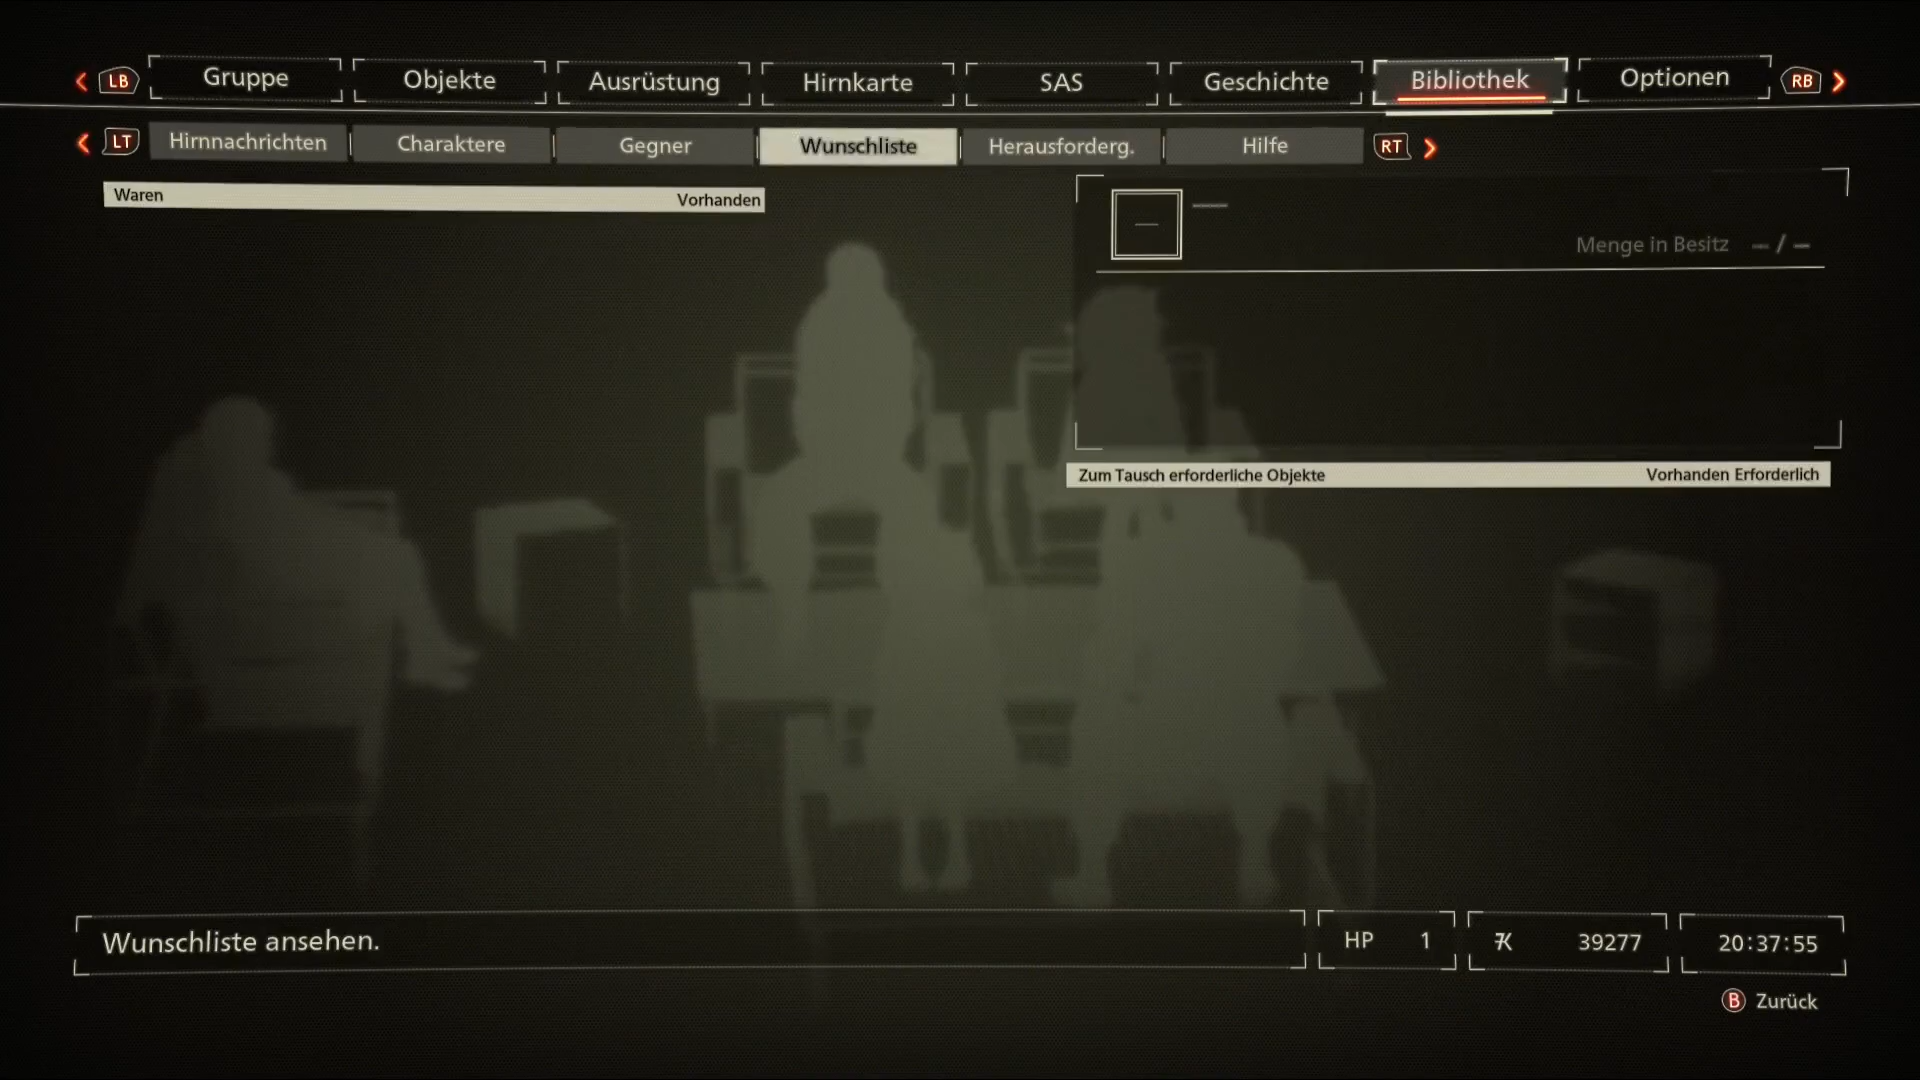 LB Gruppe Objekte Ausrüstung Hirnkarte SAS Geschichte Bibliothek Optionen RB
LT Hirnnachrichten Charaktere Gegner Wunschliste Herausforderg. Hilfe RT
Waren Vorhanden
—
Menge in Besitz – / –
Zum Tausch erforderliche Objekte Vorhanden Erforderlich
Wunschliste ansehen. HP 1 39277 20:37:55
B Zurück